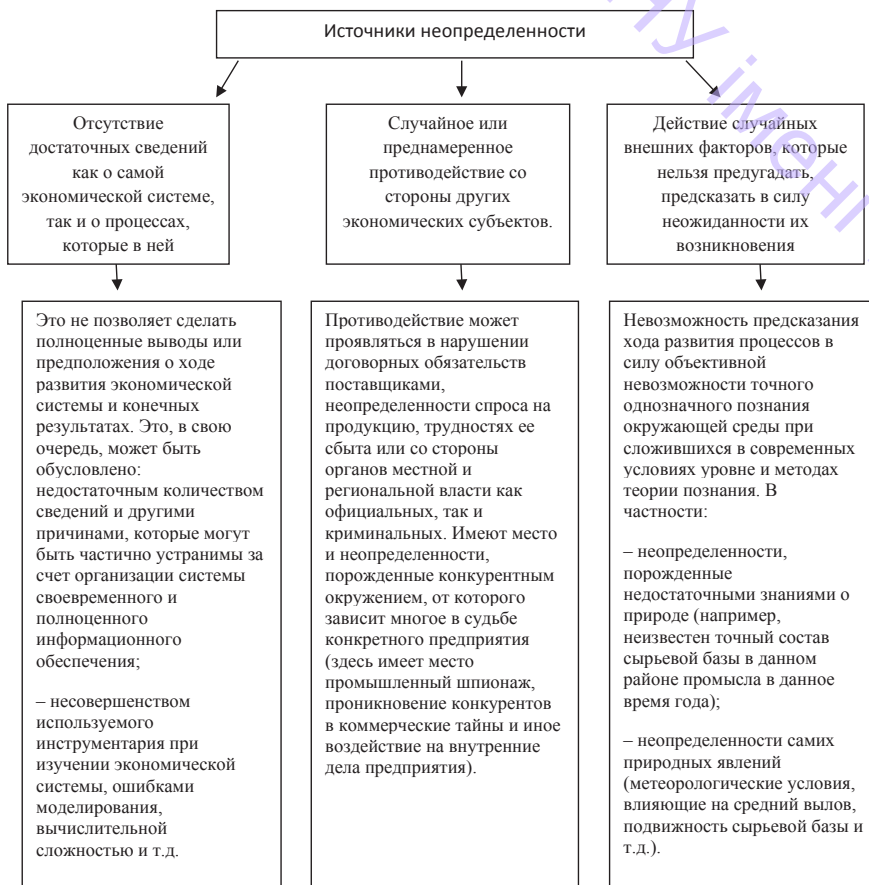 Источники неопределенности
Отсутствие
достаточных сведений
как о самой
экономической системе,
так и о процессах,
которые в ней
Случайное или
преднамеренное
противодействие со
стороны других
экономических субъектов.
Действие случайных
внешних факторов, которые
нельзя предугадать,
предсказать в силу
неожиданности их
возникновения
Это не позволяет сделать
полноценные выводы или
предположения о ходе
развития экономической
системы и конечных
результатах. Это, в свою
очередь, может быть
обусловлено:
недостаточным количеством
сведений и другими
причинами, которые могут
быть частично устранимы за
счет организации системы
своевременного и
полноценного
информационного
обеспечения;
– несовершенством
используемого
инструментария при
изучении экономической
системы, ошибками
моделирования,
вычислительной
сложностью и т.д.
Противодействие может
проявляться в нарушении
договорных обязательств
поставщиками,
неопределенности спроса на
продукцию, трудностях ее
сбыта или со стороны
органов местной и
региональной власти как
официальных, так и
криминальных. Имеют место
и неопределенности,
порожденные конкурентным
окружением, от которого
зависит многое в судьбе
конкретного предприятия
(здесь имеет место
промышленный шпионаж,
проникновение конкурентов
в коммерческие тайны и иное
воздействие на внутренние
дела предприятия).
Невозможность предсказания
хода развития процессов в
силу объективной
невозможности точного
однозначного познания
окружающей среды при
сложившихся в современных
условиях уровне и методах
теории познания. В
частности:
– неопределенности,
порожденные
недостаточными знаниями о
природе (например,
неизвестен точный состав
сырьевой базы в данном
районе промысла в данное
время года);
– неопределенности самих
природных явлений
(метеорологические условия,
влияющие на средний вылов,
подвижность сырьевой базы и
т.д.).
імені